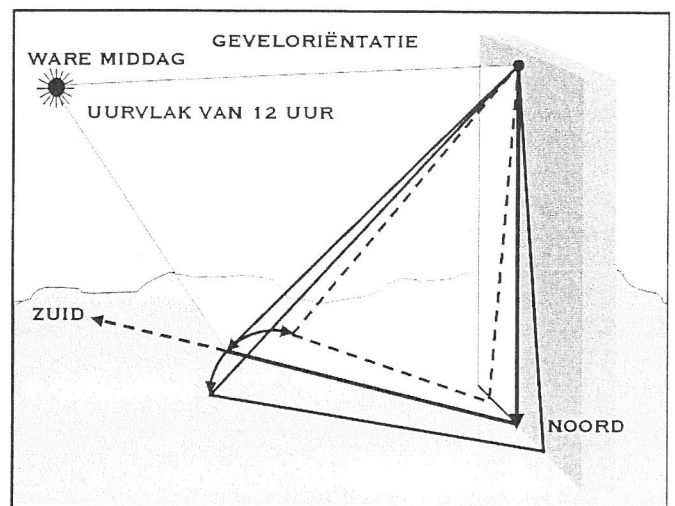 GEVELORIËNTATIE
WARE MIDDAG
UURVLAK VAN 12 UUR
ZUID
NOORD